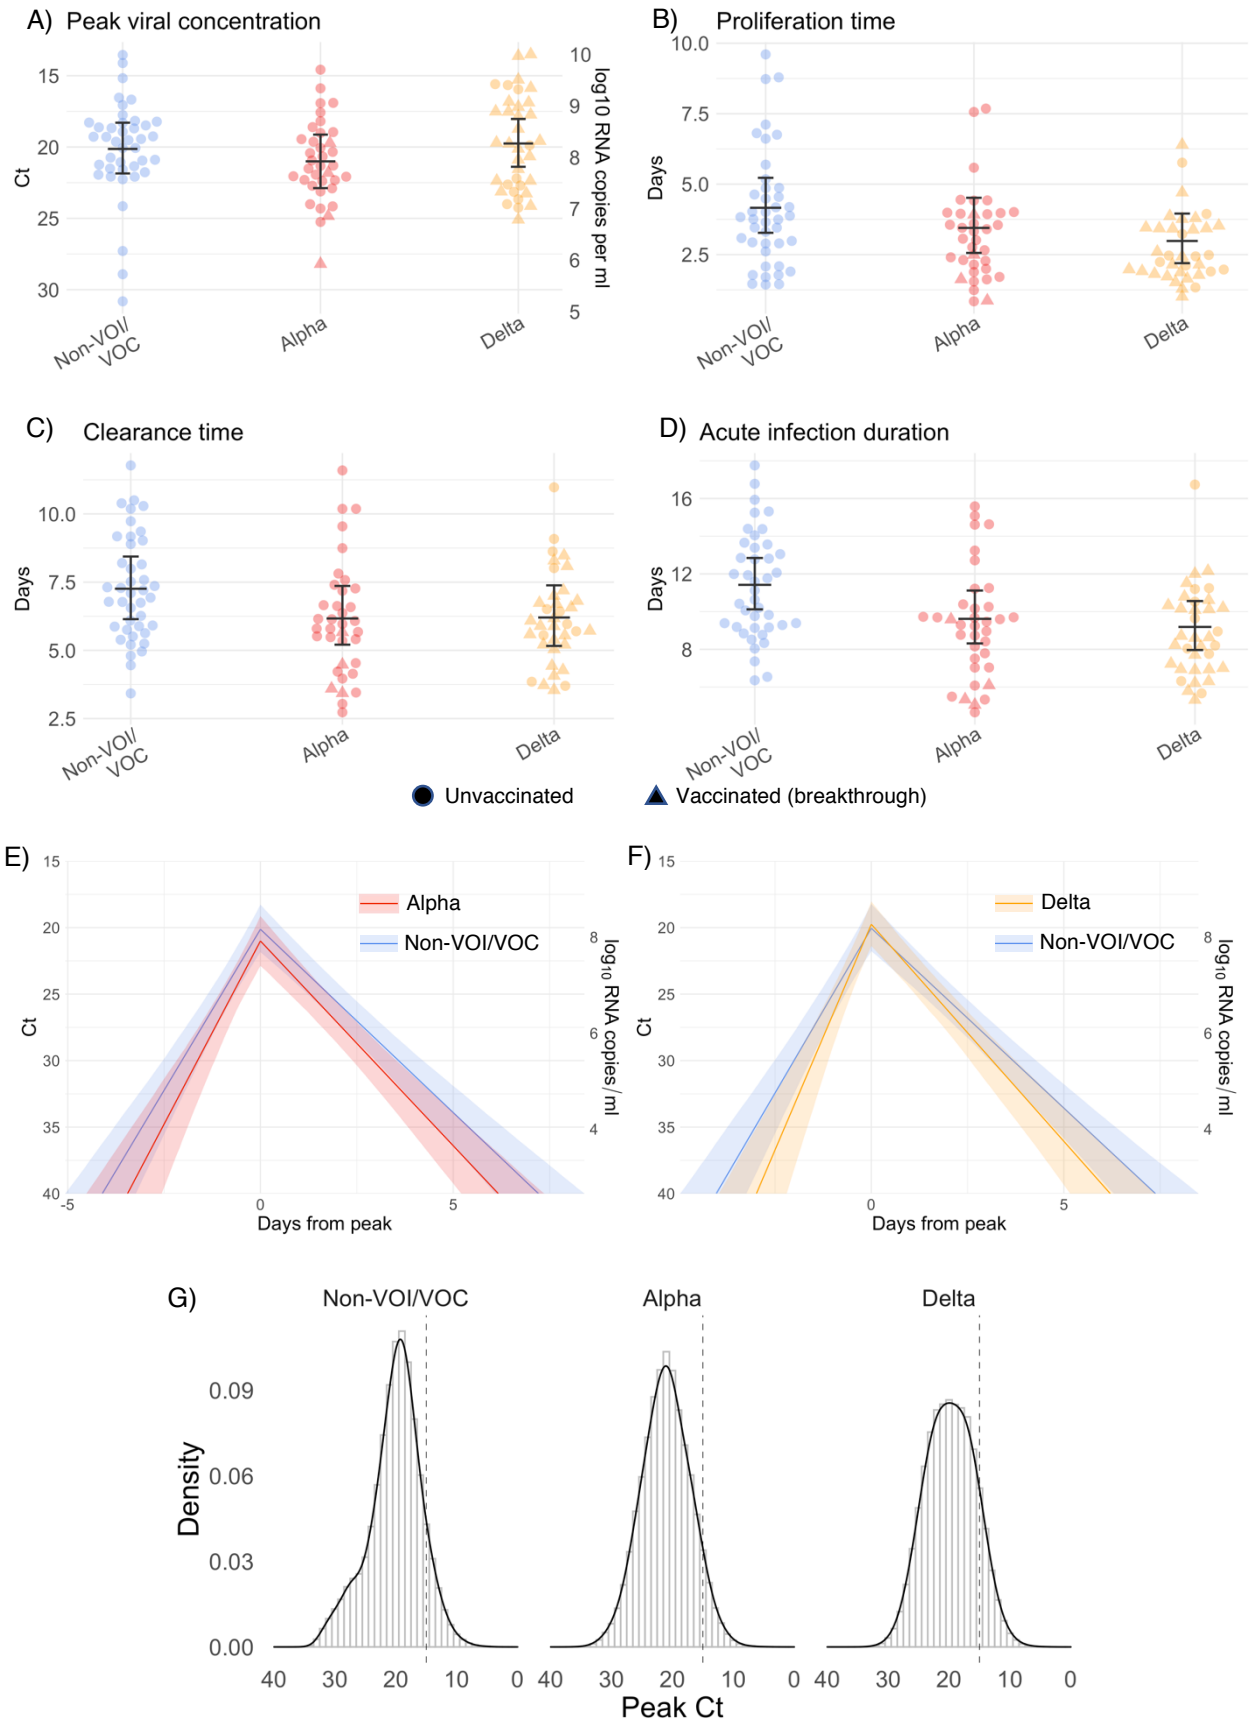 A) Peak viral concentration
15
20
25
30
Ct
10
9
8
7
6
5
log10 RNA copies per ml
Non-VOI/
VOC
Alpha
Delta
B) Proliferation time
10.0
7.5
5.0
2.5
Days
Non-VOI/
VOC
Alpha
Delta
C) Clearance time
10.0
7.5
5.0
2.5
Days
Non-VOI/
VOC
Alpha
Delta
D) Acute infection duration
16
12
8
Days
Non-VOI/
VOC
Alpha
Delta
Unvaccinated
Vaccinated (breakthrough)
E)
15
20
25
30
35
40
Ct
Alpha
Non-VOI/VOC
8
6
4
log10 RNA copies/ml
-5 0 5
Days from peak
F)
15
20
25
30
35
40
Ct
Delta
Non-VOI/VOC
8
6
4
log10 RNA copies/ml
0 5
Days from peak
G)
Non-VOI/VOC Alpha Delta
0.09
0.06
0.03
0.00
Density
40 30 20 10 0 40 30 20 10 0 40 30 20 10 0
Peak Ct